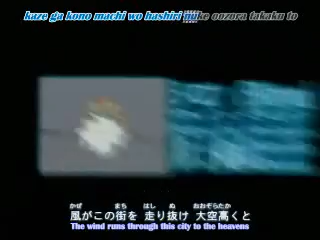 kaze ga kono machi wo hashiri nuke oozora takaku to
かぜ まち はし ぬ おおぞらたか
風がこの街を 走り抜け 大空高くと
The wind runs through this city to the heavens